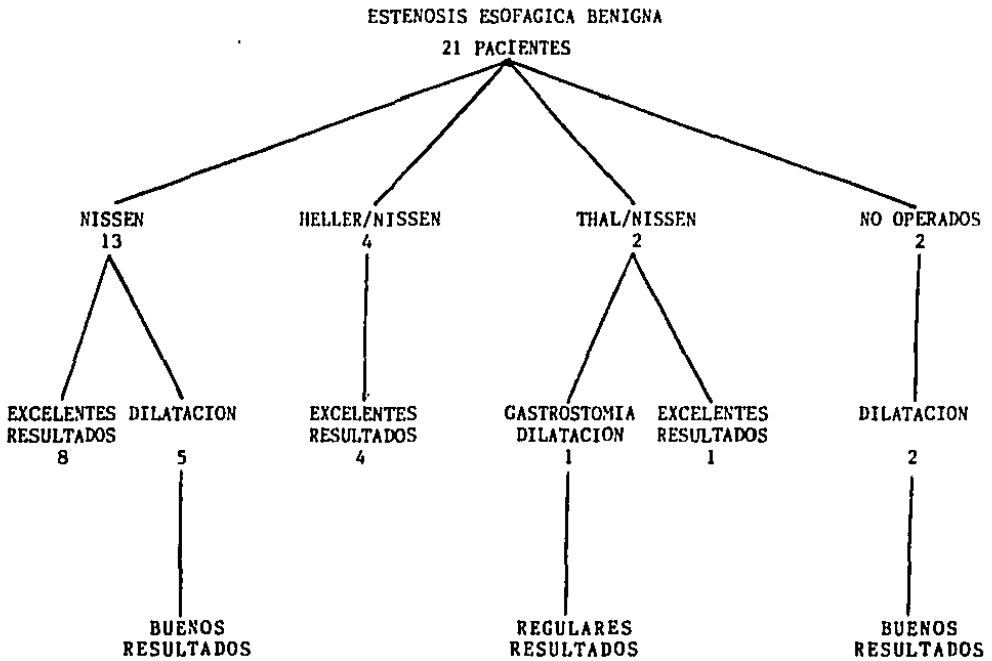 ESTENOSIS ESOFAGICA BENIGNA
21 PACIENTES
NISSEN
13
HELLER/NISSEN
4
THAL/NISSEN
2
NO OPERADOS
2
EXCELENTES
RESULTADOS
8
DILATACION
5
EXCELENTES
RESULTADOS
4
GASTROSTOMIA
DILATACION
1
EXCELENTES
RESULTADOS
1
DILATACION
2
BUENOS
RESULTADOS
REGULARES
RESULTADOS
BUENOS
RESULTADOS